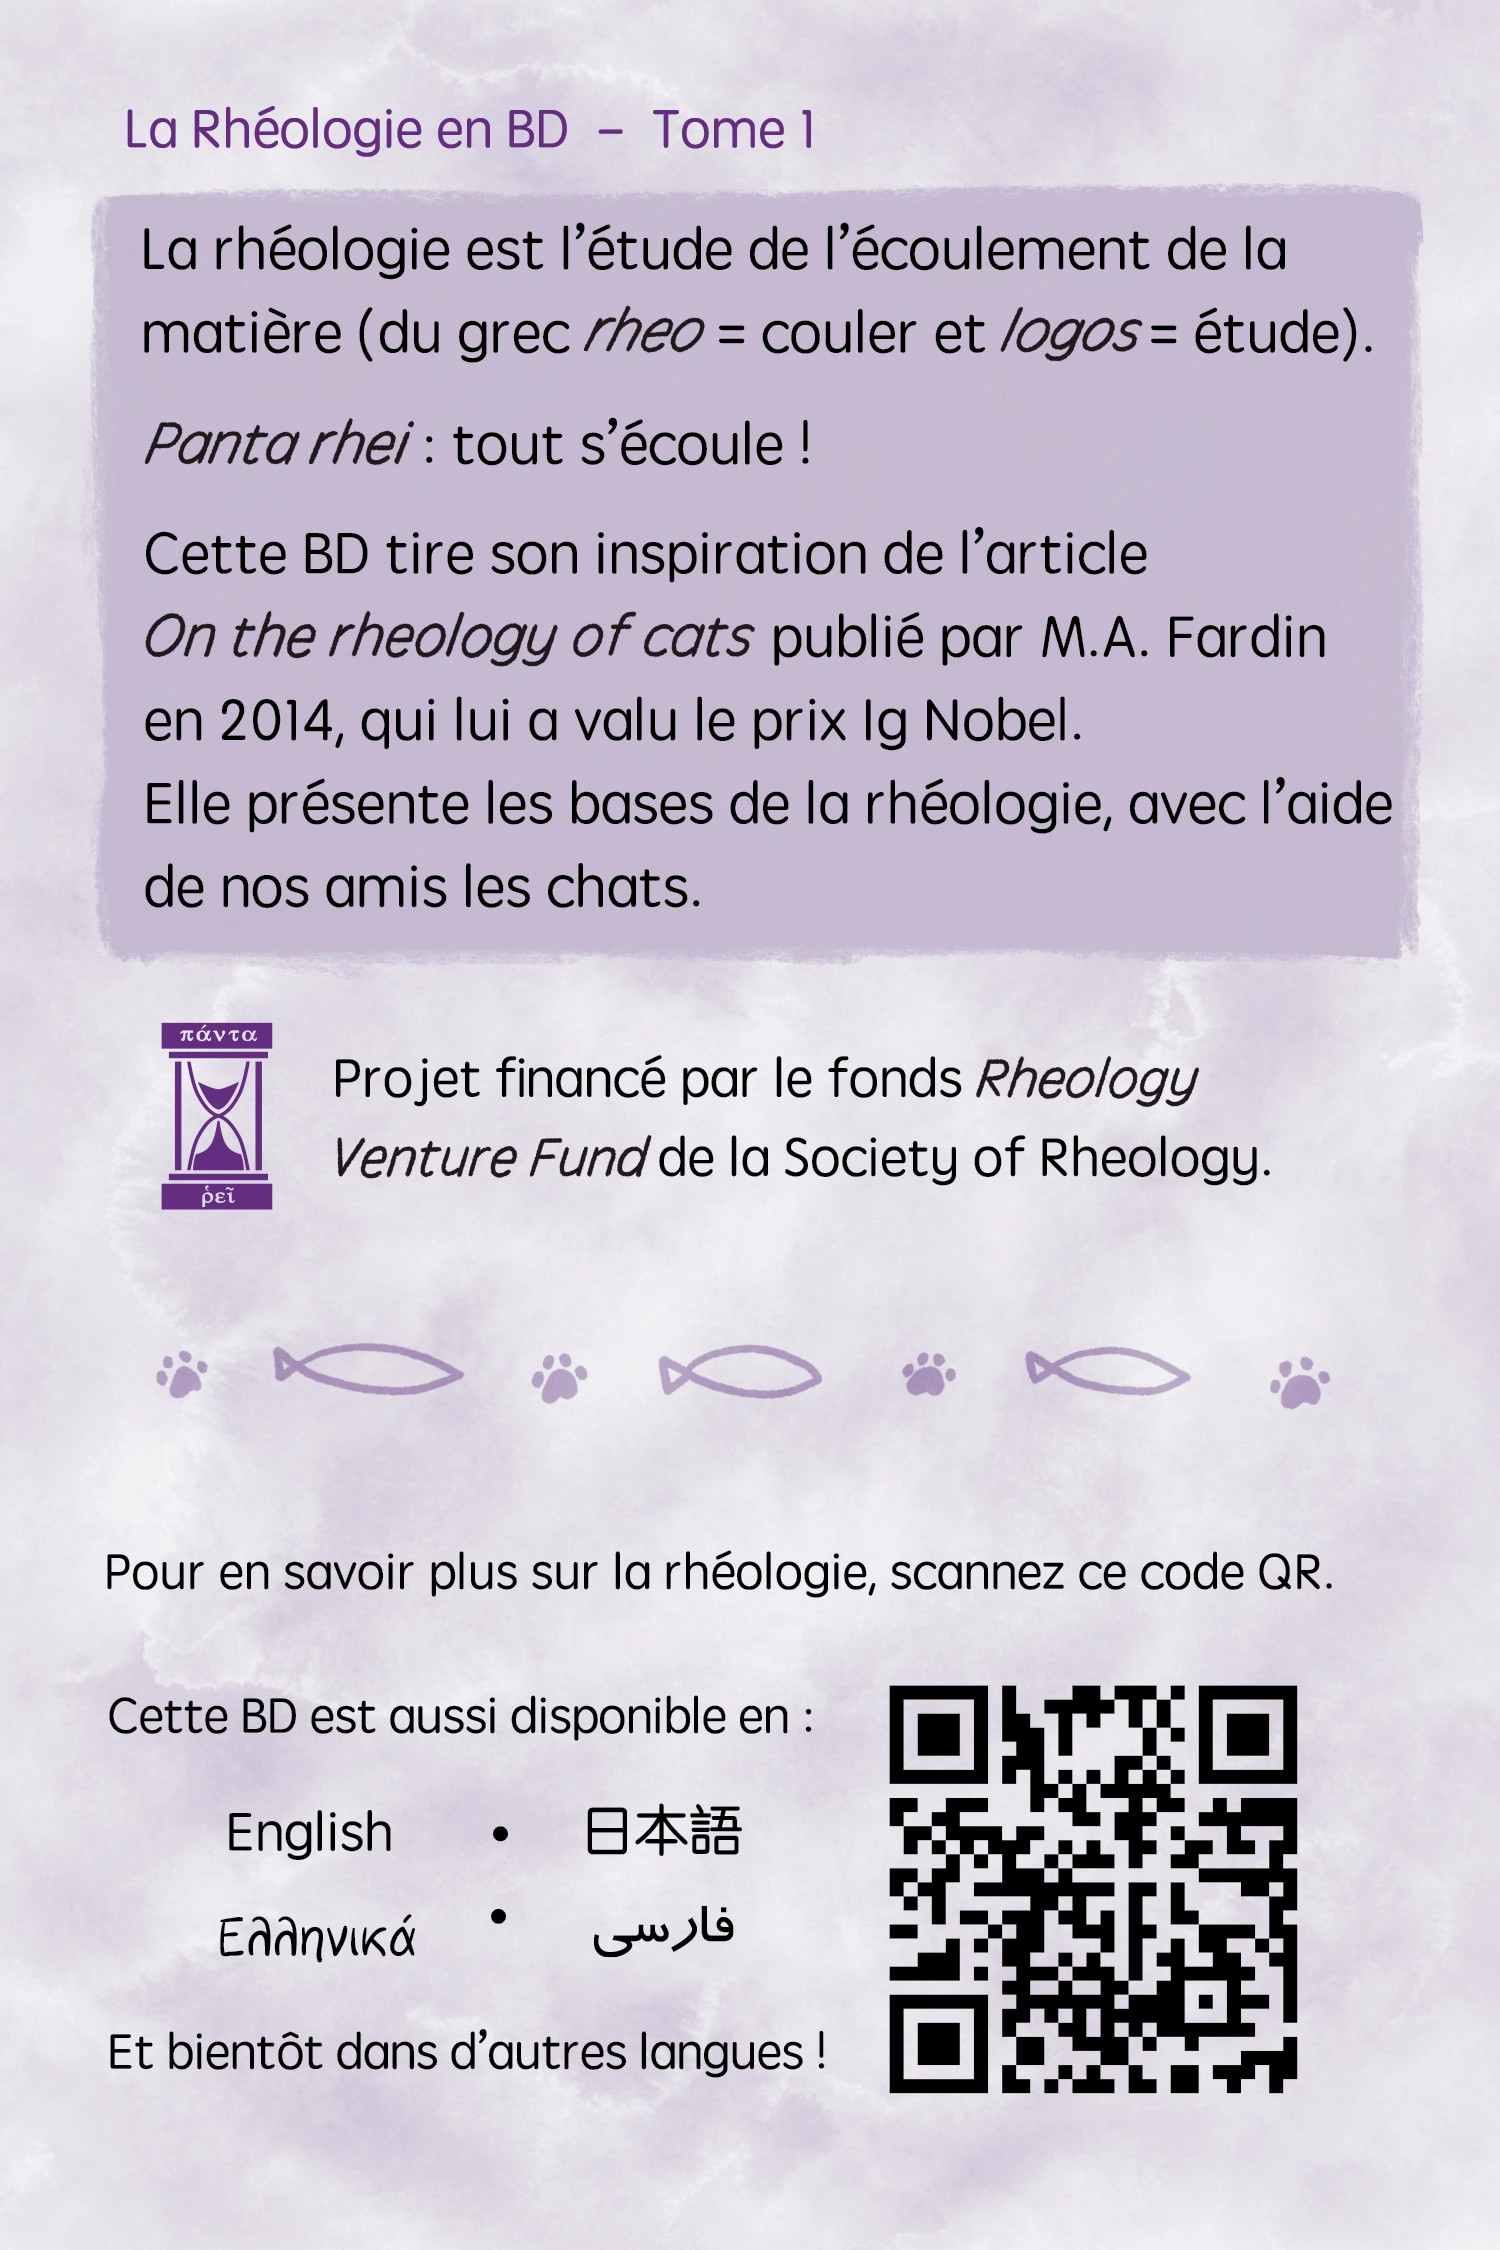 La Rhéologie en BD – Tome 1
La rhéologie est l’étude de l’écoulement de la
matière (du grec rheo = couler et logos = étude).
Panta rhei : tout s’écoule !
Cette BD tire son inspiration de l’article
On the rheology of cats publié par M.A. Fardin
en 2014, qui lui a valu le prix Ig Nobel.
Elle présente les bases de la rhéologie, avec l’aide
de nos amis les chats.
πάντα
ῥεῖ
Projet financé par le fonds Rheology
Venture Fund de la Society of Rheology.
Pour en savoir plus sur la rhéologie, scannez ce code QR.
Cette BD est aussi disponible en :
English • 日本語
Ελληνικά • فارسی
Et bientôt dans d’autres langues !